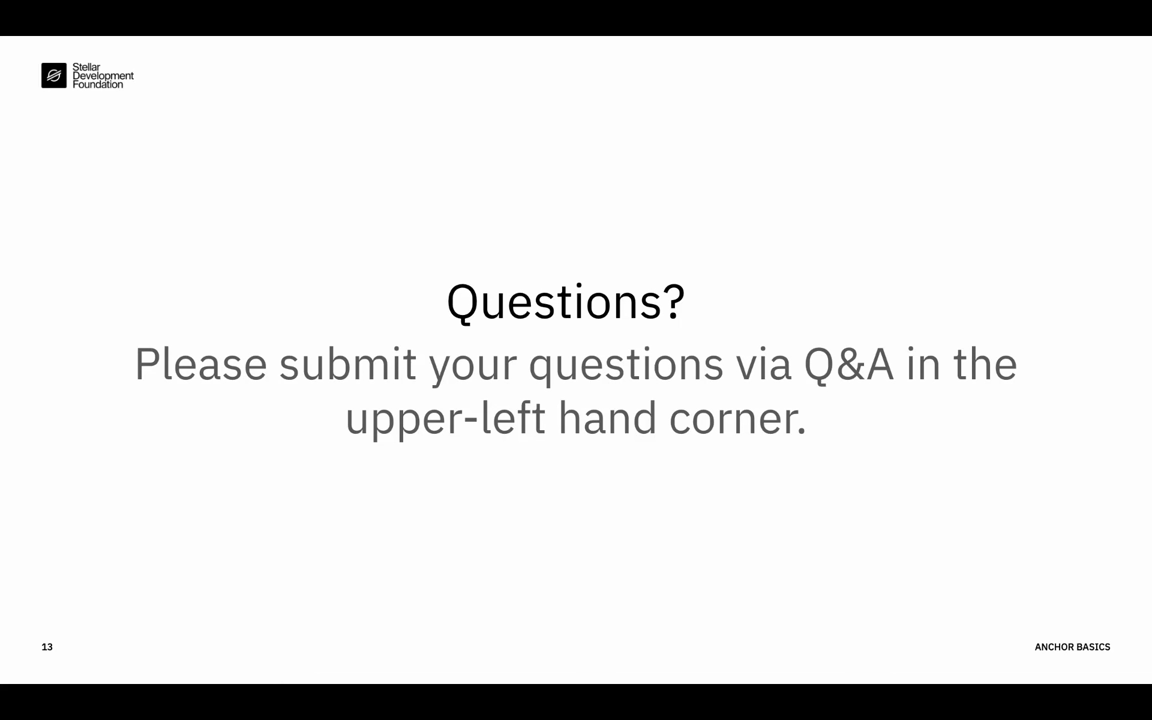 Stellar
Development
Foundation
Questions?
Please submit your questions via Q&A in the
upper-left hand corner.
13
ANCHOR BASICS